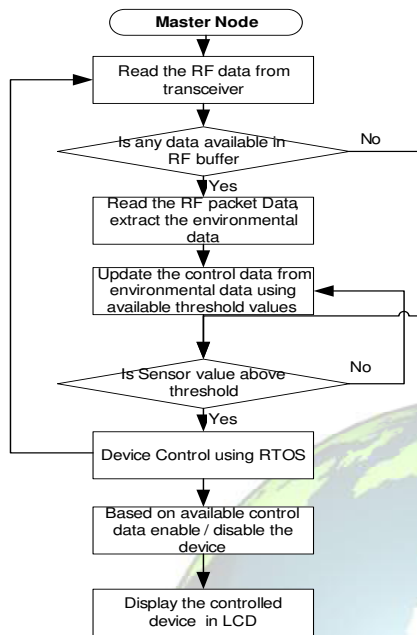 Master Node
Read the RF data from
transceiver
Is any data available in
RF buffer
No
Yes
Read the RF packet Data,
extract the environmental
data
Update the control data from
environmental data using
available threshold values
Is Sensor value above
threshold
No
Yes
Device Control using RTOS
Based on available control
data enable / disable the
device
Display the controlled
device in LCD